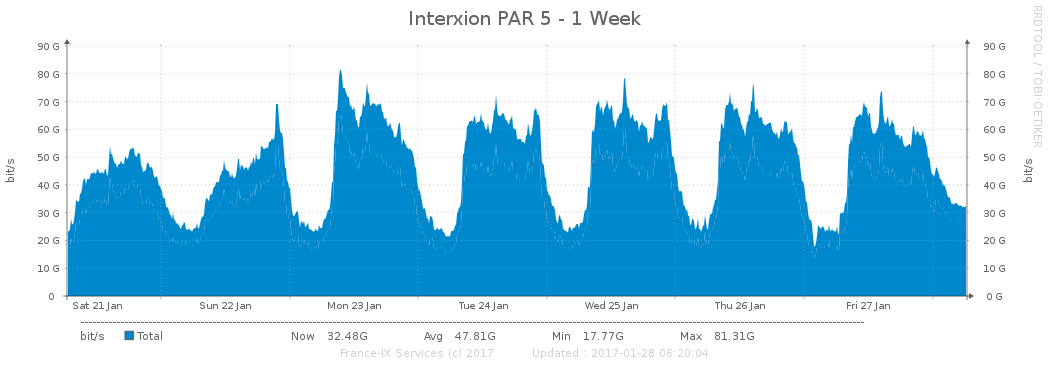 Interxion PAR 5 - 1 Week
RRDTOOL / TOBI OETIKER
90 G 90 G
80 G 80 G
70 G 70 G
60 G 60 G
50 G 50 G
40 G 40 G
30 G 30 G
20 G 20 G
10 G 10 G
0 0 G
bit/s bit/s
Sat 21 Jan Sun 22 Jan Mon 23 Jan Tue 24 Jan Wed 25 Jan Thu 26 Jan Fri 27 Jan
bit/s Total Now 32.48G Avg 47.81G Min 17.77G Max 81.31G
France-IX Services (c) 2017 Updated : 2017-01-28 06:20:04